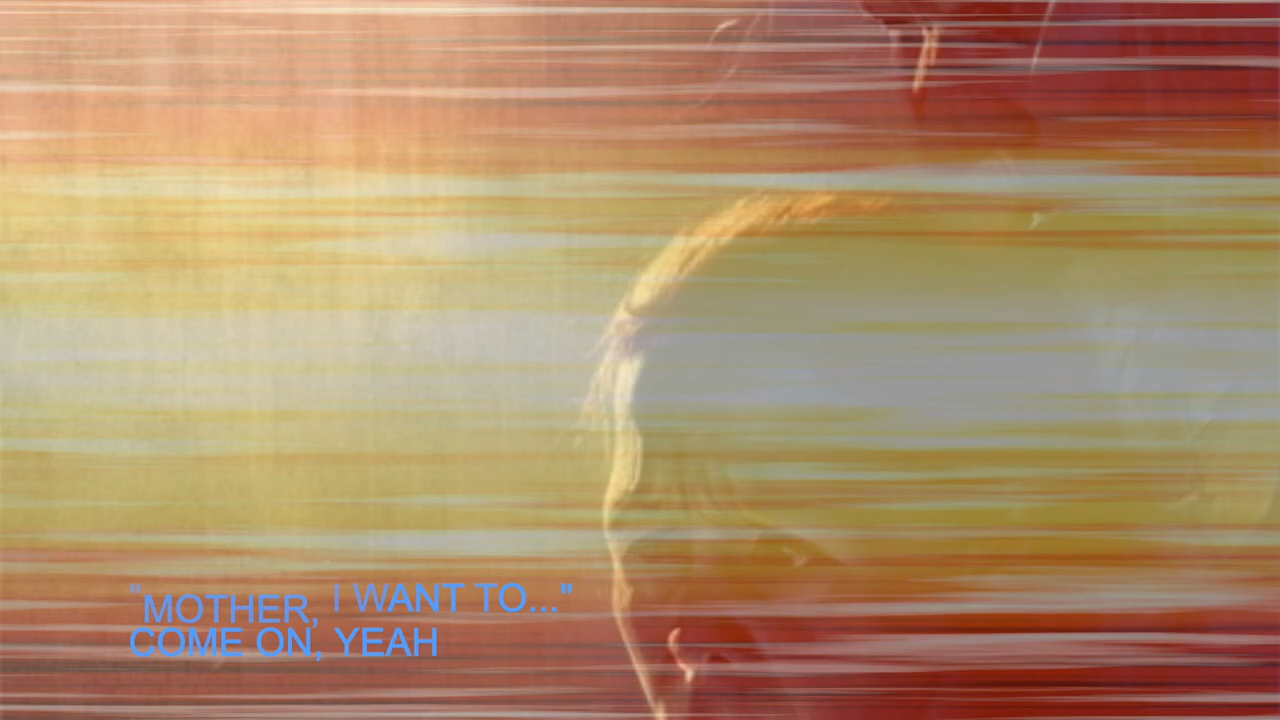 "MOTHER, I WANT TO..."
COME ON, YEAH